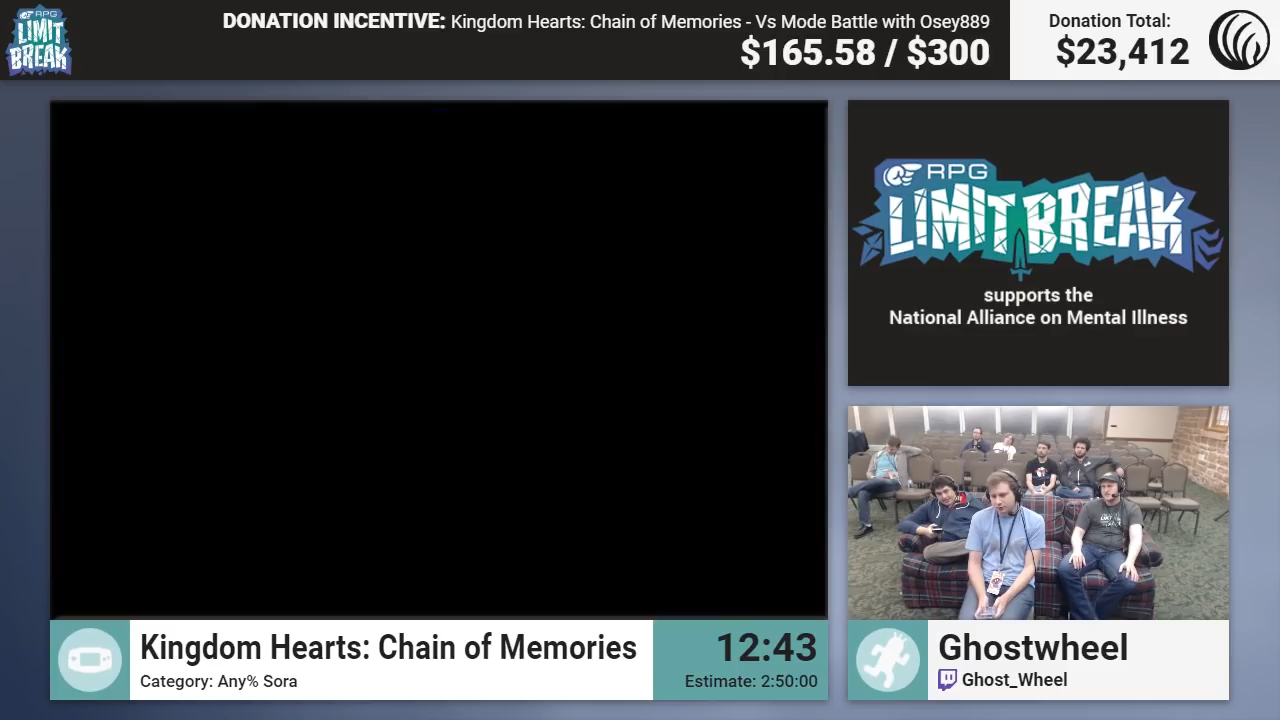 RPG
LIMIT
BREAK
DONATION INCENTIVE: Kingdom Hearts: Chain of Memories - Vs Mode Battle with Osey889
$165.58 / $300
Donation Total:
$23,412
RPG
LIMIT BREAK
supports the
National Alliance on Mental Illness
Kingdom Hearts: Chain of Memories
Category: Any% Sora
12:43
Estimate: 2:50:00
Ghostwheel
Ghost_Wheel